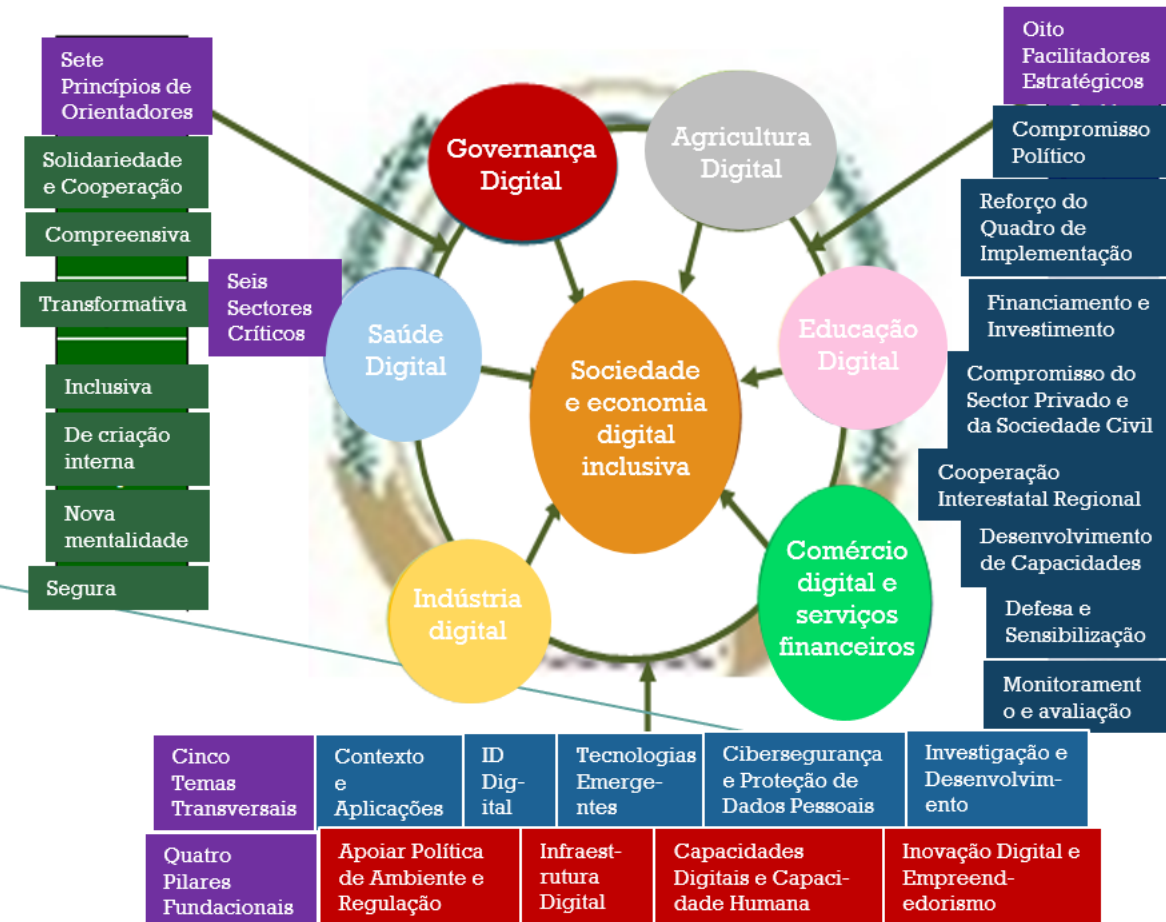 Sete
Princípios de
Orientadores
Solidariedade
e Cooperação
Compreensiva
Transformativa
Inclusiva
De criação
interna
Nova
mentalidade
Segura
Seis
Sectores
Críticos
Governança
Digital
Agricultura
Digital
Saúde
Digital
Educação
Digital
Sociedade
e economia
digital
inclusiva
Indústria
digital
Comércio
digital e
serviços
financeiros
Oito
Facilitadores
Estratégicos
Compromisso
Político
Reforço do
Quadro de
Implementação
Financiamento e
Investimento
Compromisso do
Sector Privado e
da Sociedade Civil
Cooperação
Interestatal Regional
Desenvolvimento
de Capacidades
Defesa e
Sensibilização
Monitorament
o e avaliação
Cinco
Temas
Transversais
Contexto
e
Aplicações
ID
Dig-
ital
Tecnologias
Emerge-
ntes
Cibersegurança
e Proteção de
Dados Pessoais
Investigação e
Desenvolvim-
ento
Quatro
Pilares
Fundacionais
Apoiar Política
de Ambiente e
Regulação
Infraest-
rutura
Digital
Capacidades
Digitais e Capaci-
dade Humana
Inovação Digital e
Empreend-
edorismo